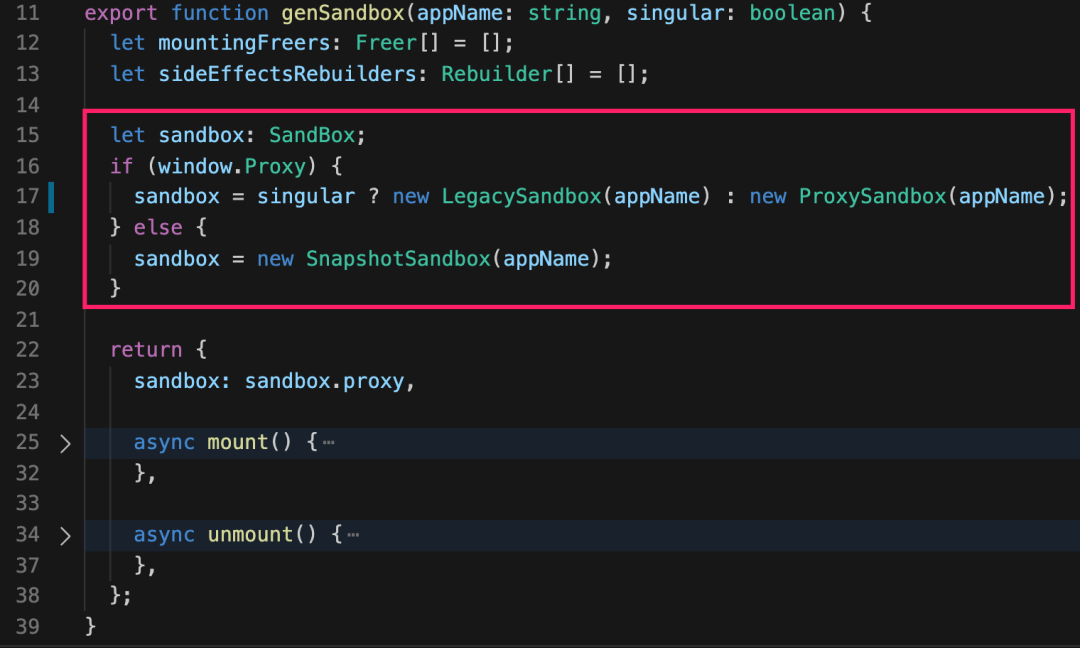 11 export function genSandbox(appName: string, singular: boolean) {
12 let mountingFreers: Freer[] = [];
13 let sideEffectsRebuilders: Rebuilder[] = [];
14
15 let sandbox: SandBox;
16 if (window.Proxy) {
17 sandbox = singular ? new LegacySandbox(appName) : new ProxySandbox(appName);
18 } else {
19 sandbox = new SnapshotSandbox(appName);
20 }
21
22 return {
23 sandbox: sandbox.proxy,
24
25 async mount() {⋯
32 },
33
34 async unmount() {⋯
37 },
38 };
39 }